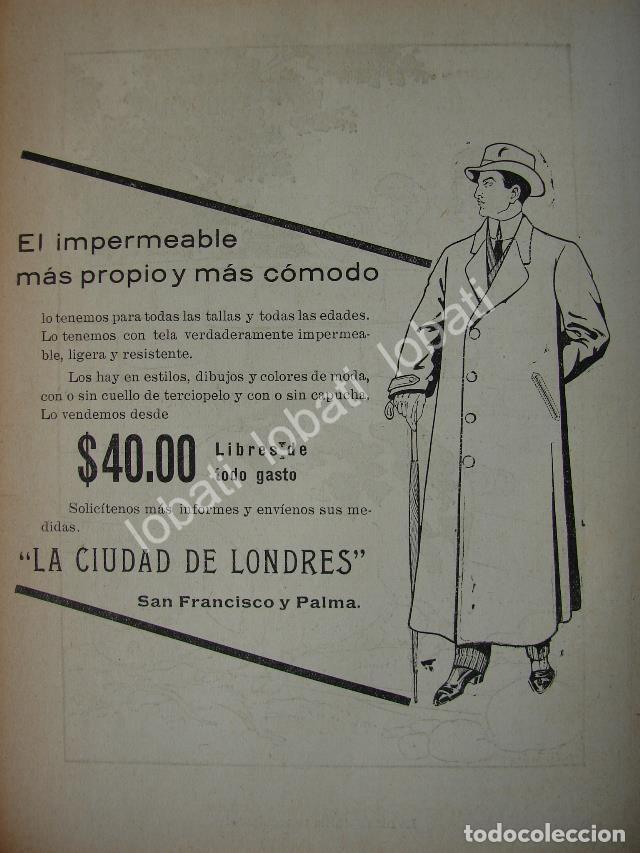 El impermeable
más propio y más cómodo
lo tenemos para todas las tallas y todas las edades.
Lo tenemos con tela verdaderamente impermea-
ble, ligera y resistente.
Los hay en estilos, dibujos y colores de moda,
con o sin cuello de terciopelo y con o sin capucha.
Lo vendemos desde
$40.00 Libres de
todo gasto
Solicítenos más informes y envíenos sus me-
didas.
"LA CIUDAD DE LONDRES"
San Francisco y Palma.
lobati lobati lobati
todocoleccion